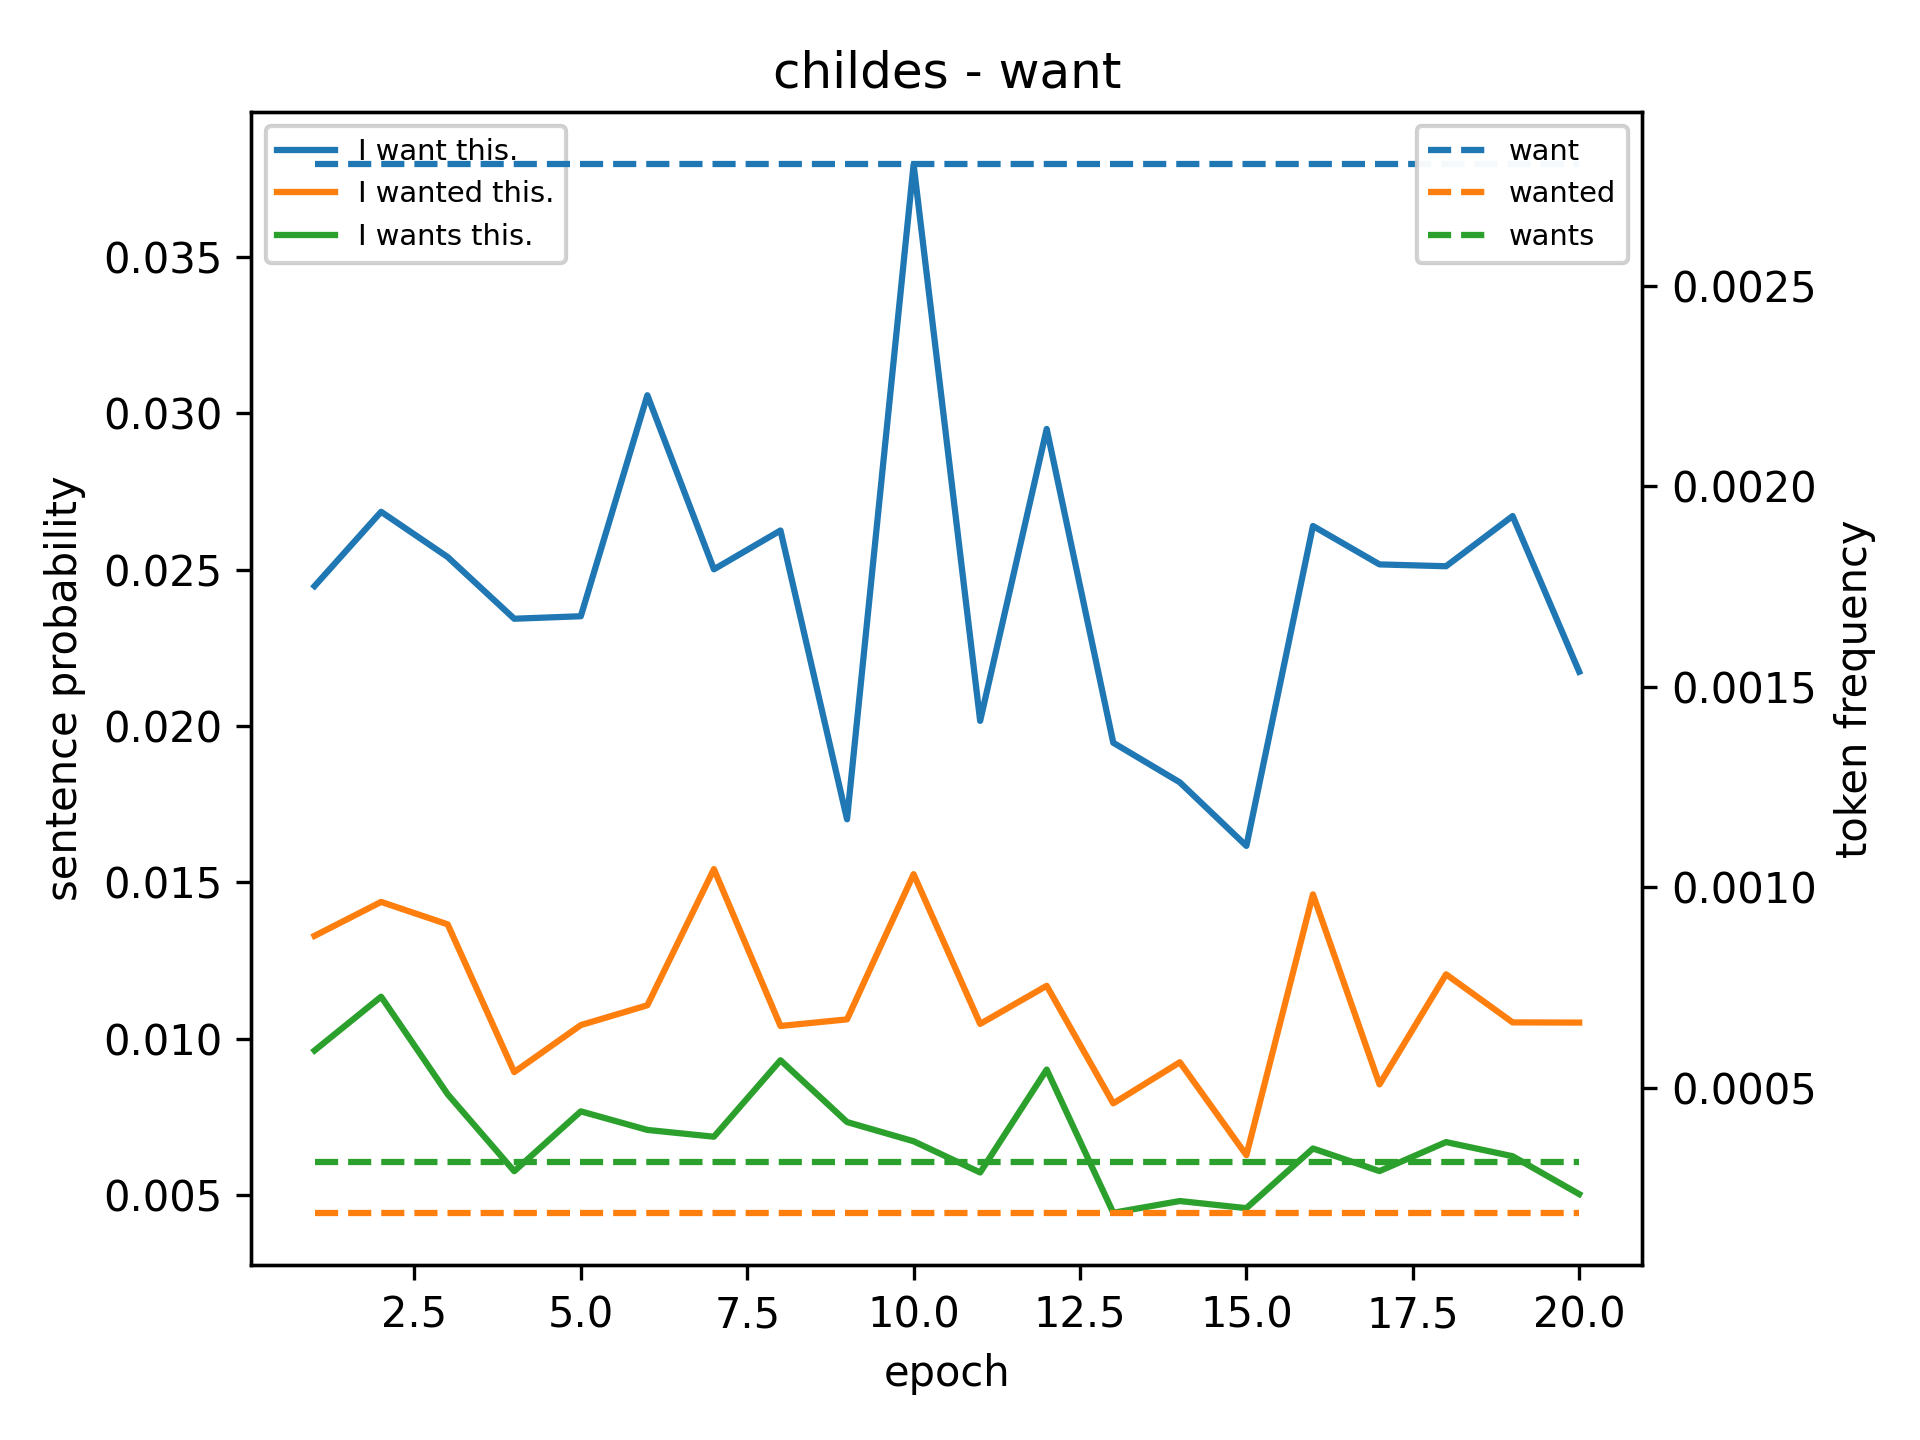 childes - want
I want this.
I wanted this.
I wants this.
want
wanted
wants
0.035
0.030
0.025
0.020
0.015
0.010
0.005
sentence probability
0.0025
0.0020
0.0015
0.0010
0.0005
token frequency
2.5 5.0 7.5 10.0 12.5 15.0 17.5 20.0
epoch